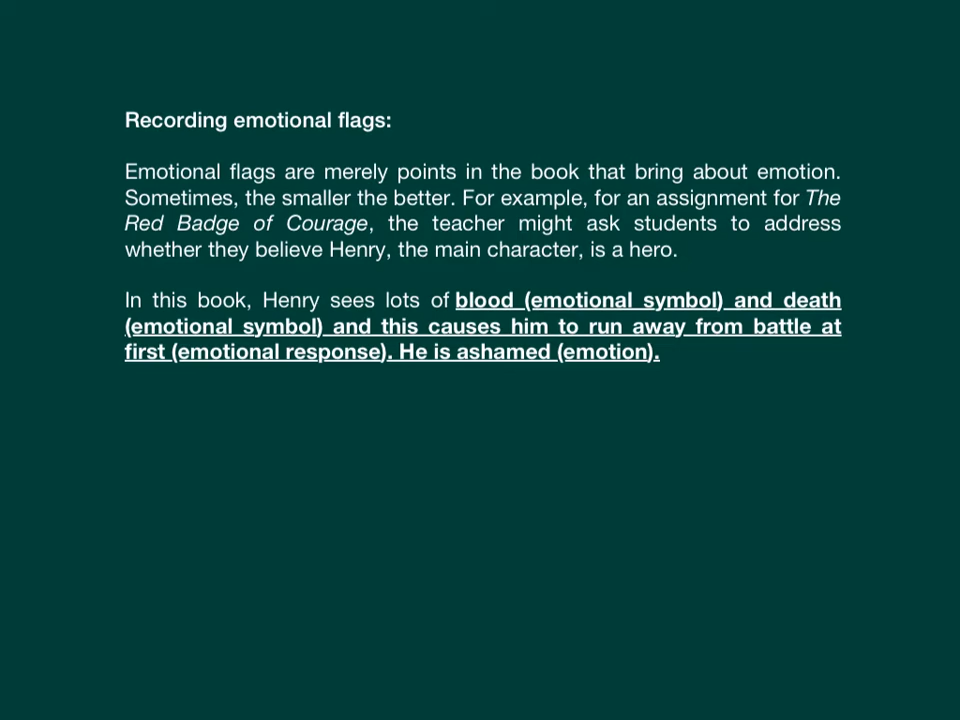 Recording emotional flags:
Emotional flags are merely points in the book that bring about emotion.
Sometimes, the smaller the better. For example, for an assignment for The
Red Badge of Courage, the teacher might ask students to address
whether they believe Henry, the main character, is a hero.
In this book, Henry sees lots of blood (emotional symbol) and death
(emotional symbol) and this causes him to run away from battle at
first (emotional response). He is ashamed (emotion).